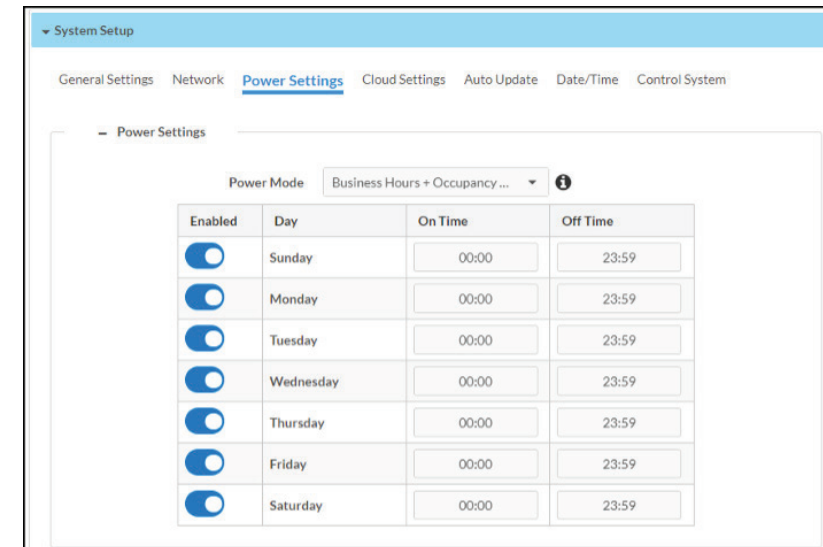 System Setup
General Settings Network Power Settings Cloud Settings Auto Update Date/Time Control System
– Power Settings
Power Mode Business Hours + Occupancy ...
Enabled Day On Time Off Time
Sunday 00:00 23:59
Monday 00:00 23:59
Tuesday 00:00 23:59
Wednesday 00:00 23:59
Thursday 00:00 23:59
Friday 00:00 23:59
Saturday 00:00 23:59